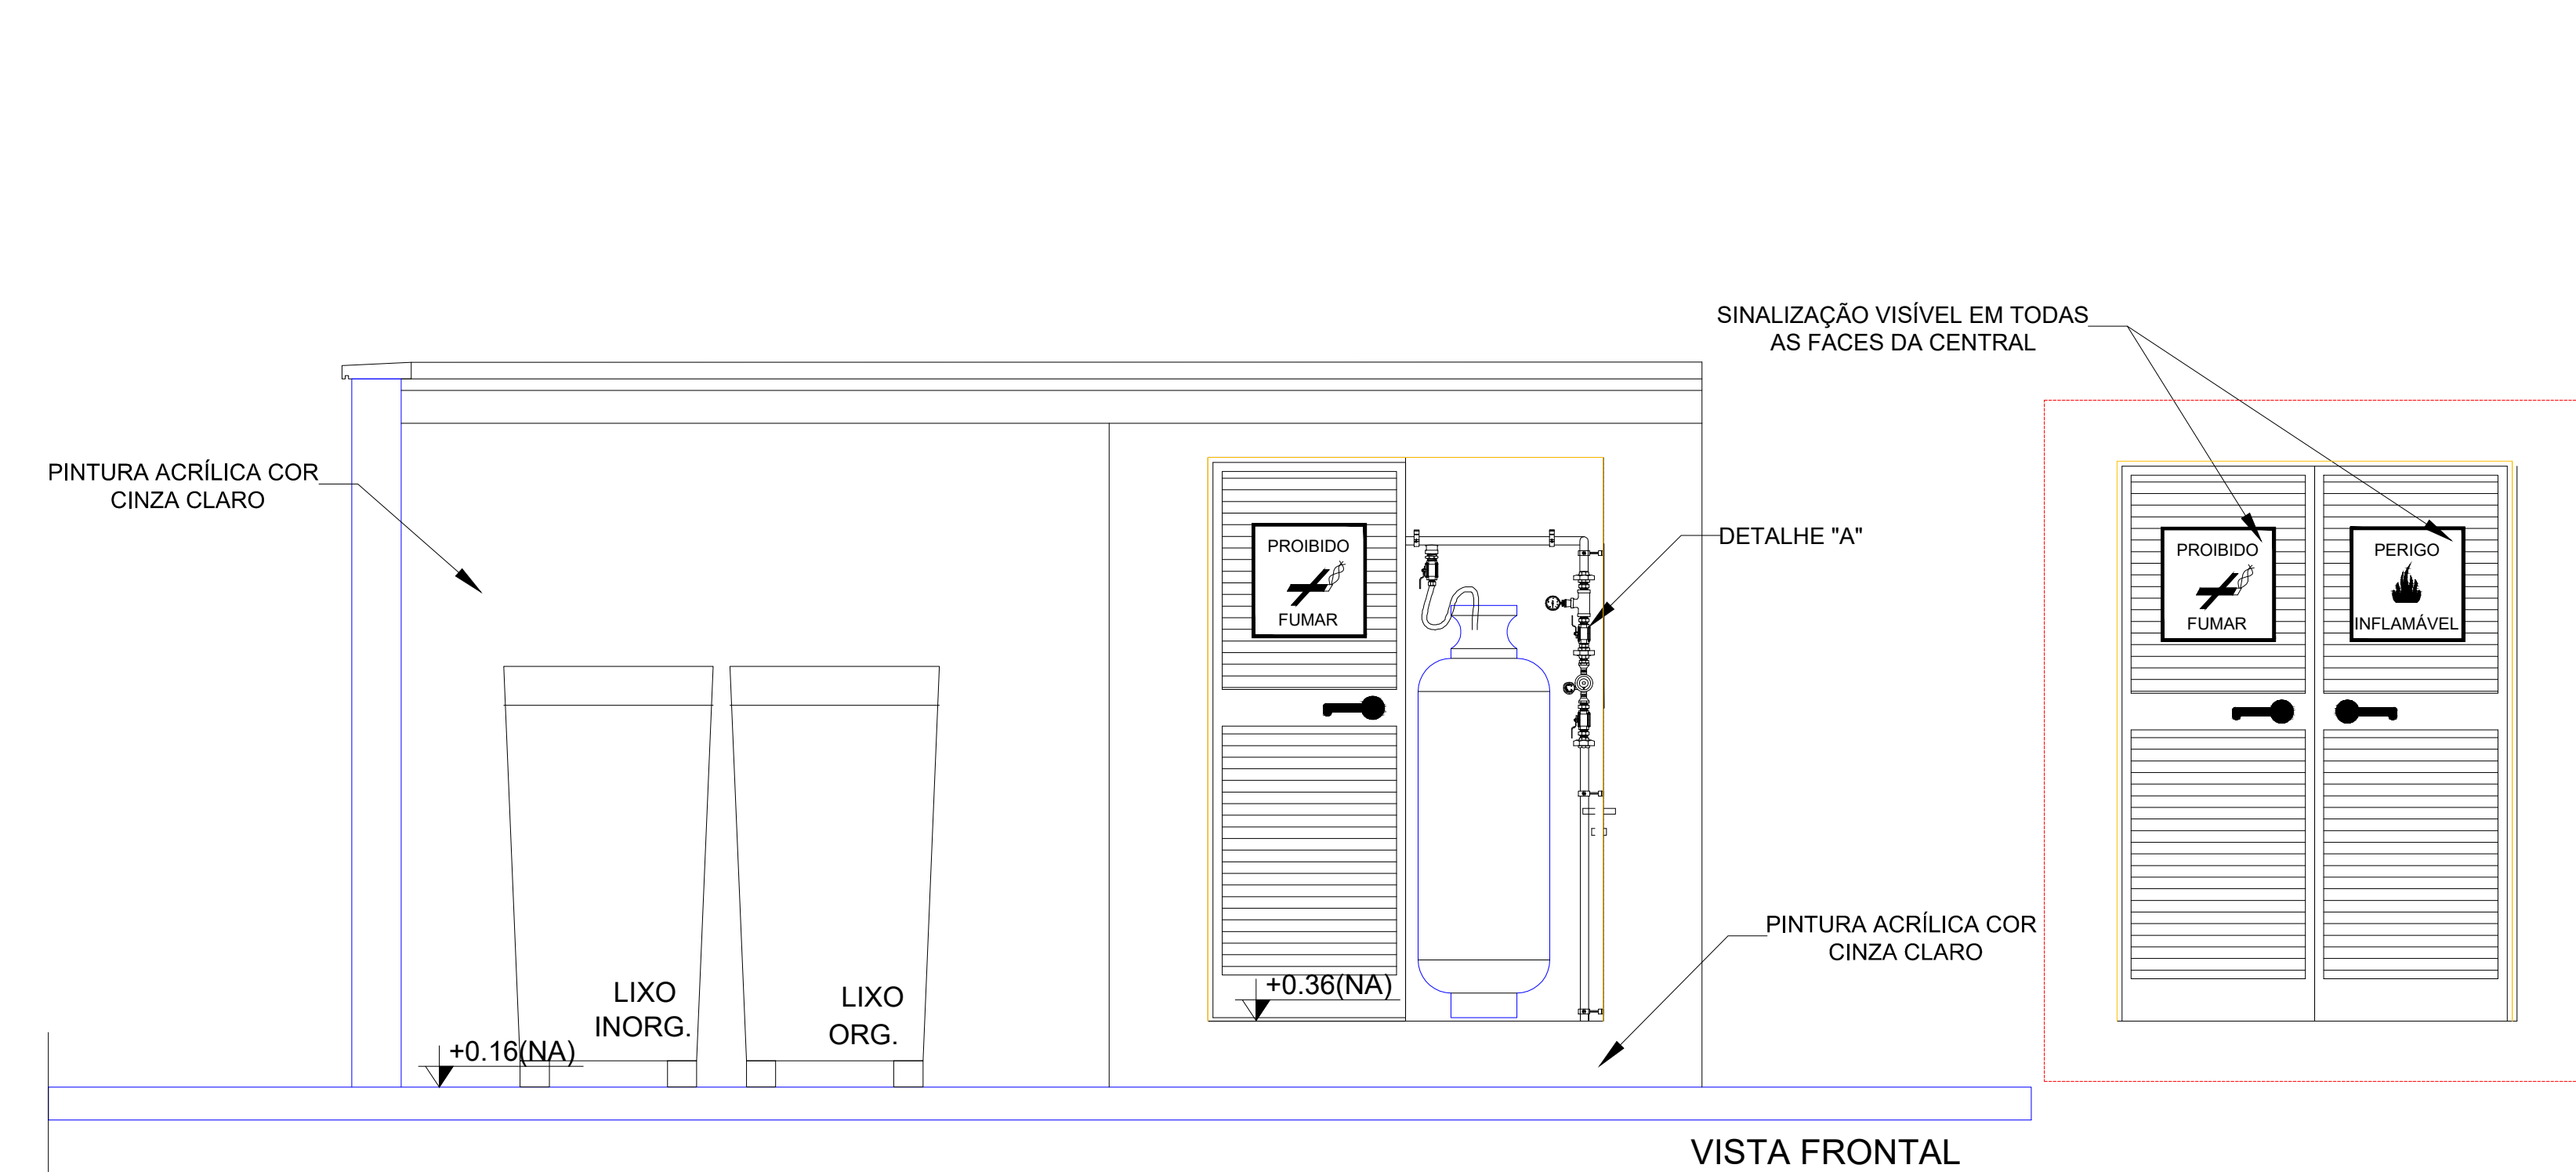 SINALIZAÇÃO VISÍVEL EM TODAS
AS FACES DA CENTRAL
PINTURA ACRÍLICA COR
CINZA CLARO
PROIBIDO
FUMAR
DETALHE "A"
PROIBIDO
FUMAR
PERIGO
INFLAMÁVEL
PINTURA ACRÍLICA COR
CINZA CLARO
LIXO
INORG.
LIXO
ORG.
+0.36(NA)
+0.16(NA)
VISTA FRONTAL